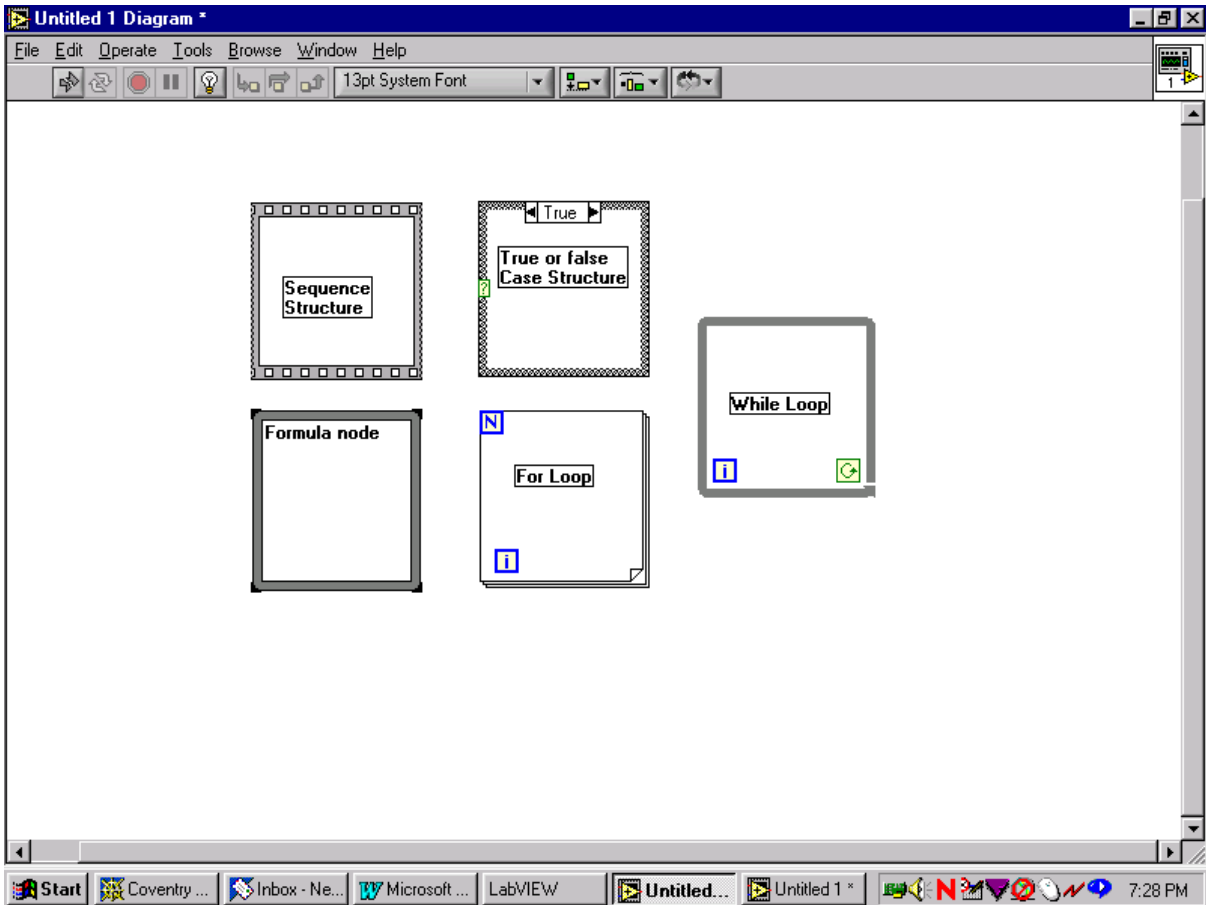 Untitled 1 Diagram *
File Edit Operate Tools Browse Window Help
13pt System Font
1
True
True or false
Case Structure
?
Sequence
Structure
While Loop
i
Formula node
N
For Loop
i
Start Coventry ... Inbox - Ne... Microsoft ... LabVIEW Untitled... Untitled 1 * N 7:28 PM